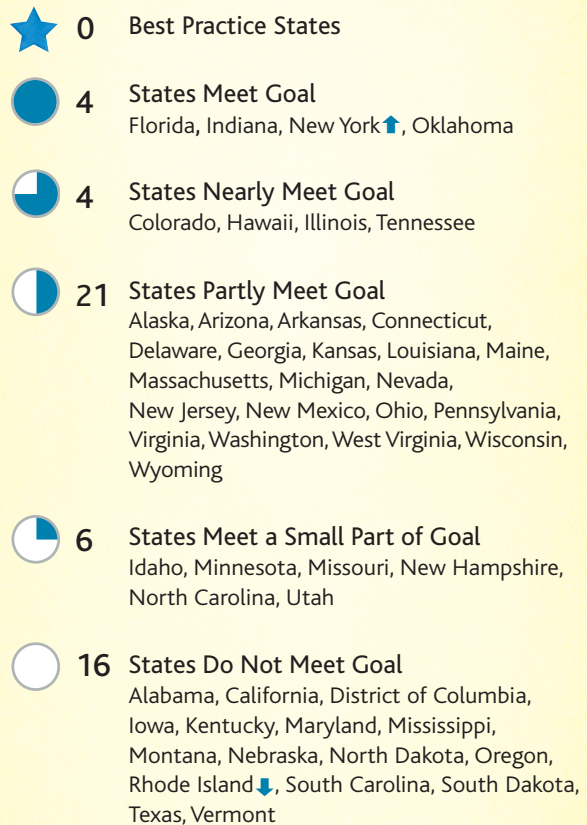 0 Best Practice States
4 States Meet Goal
Florida, Indiana, New York⬆, Oklahoma
4 States Nearly Meet Goal
Colorado, Hawaii, Illinois, Tennessee
21 States Partly Meet Goal
Alaska, Arizona, Arkansas, Connecticut,
Delaware, Georgia, Kansas, Louisiana, Maine,
Massachusetts, Michigan, Nevada,
New Jersey, New Mexico, Ohio, Pennsylvania,
Virginia, Washington, West Virginia, Wisconsin,
Wyoming
6 States Meet a Small Part of Goal
Idaho, Minnesota, Missouri, New Hampshire,
North Carolina, Utah
16 States Do Not Meet Goal
Alabama, California, District of Columbia,
Iowa, Kentucky, Maryland, Mississippi,
Montana, Nebraska, North Dakota, Oregon,
Rhode Island⬇, South Carolina, South Dakota,
Texas, Vermont